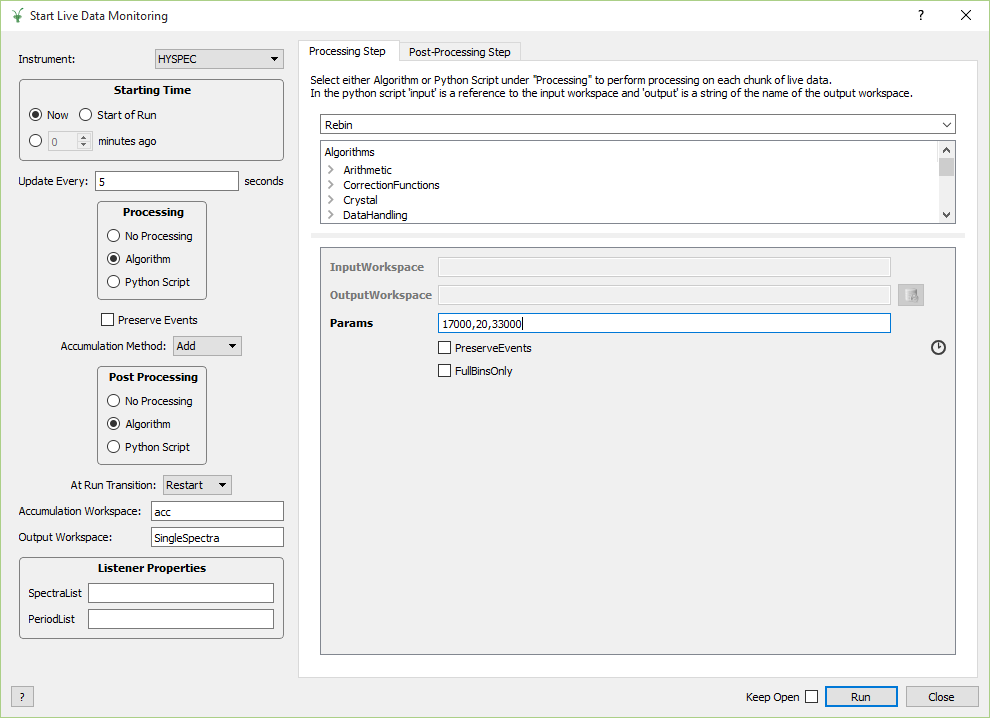 Start Live Data Monitoring
?
Instrument: HYSPEC
Starting Time
Now Start of Run
0 minutes ago
Update Every: 5 seconds
Processing
No Processing
Algorithm
Python Script
Preserve Events
Accumulation Method: Add
Post Processing
No Processing
Algorithm
Python Script
At Run Transition: Restart
Accumulation Workspace: acc
Output Workspace: SingleSpectra
Listener Properties
SpectraList
PeriodList
?
Processing Step Post-Processing Step
Select either Algorithm or Python Script under "Processing" to perform processing on each chunk of live data.
In the python script 'input' is a reference to the input workspace and 'output' is a string of the name of the output workspace.
Rebin
Algorithms
Arithmetic
CorrectionFunctions
Crystal
DataHandling
InputWorkspace
OutputWorkspace
Params 17000,20,33000
PreserveEvents
FullBinsOnly
Keep Open Run Close